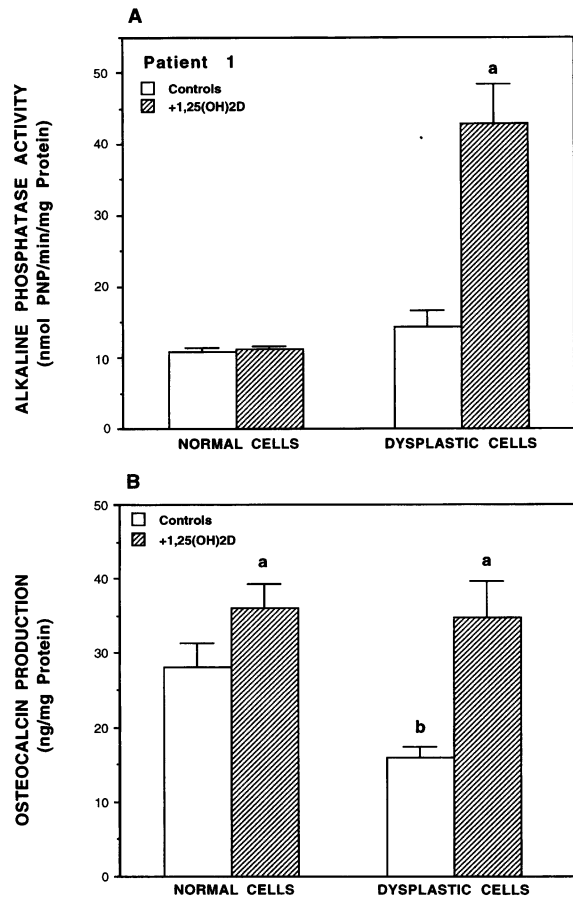 A
ALKALINE PHOSPHATASE ACTIVITY
(nmol PNP/min/mg Protein)
Patient 1
Controls
+1,25(OH)2D
a
50
40
30
20
10
0
NORMAL CELLS
DYSPLASTIC CELLS
B
OSTEOCALCIN PRODUCTION
(ng/mg Protein)
Controls
+1,25(OH)2D
a
a
b
50
40
30
20
10
0
NORMAL CELLS
DYSPLASTIC CELLS